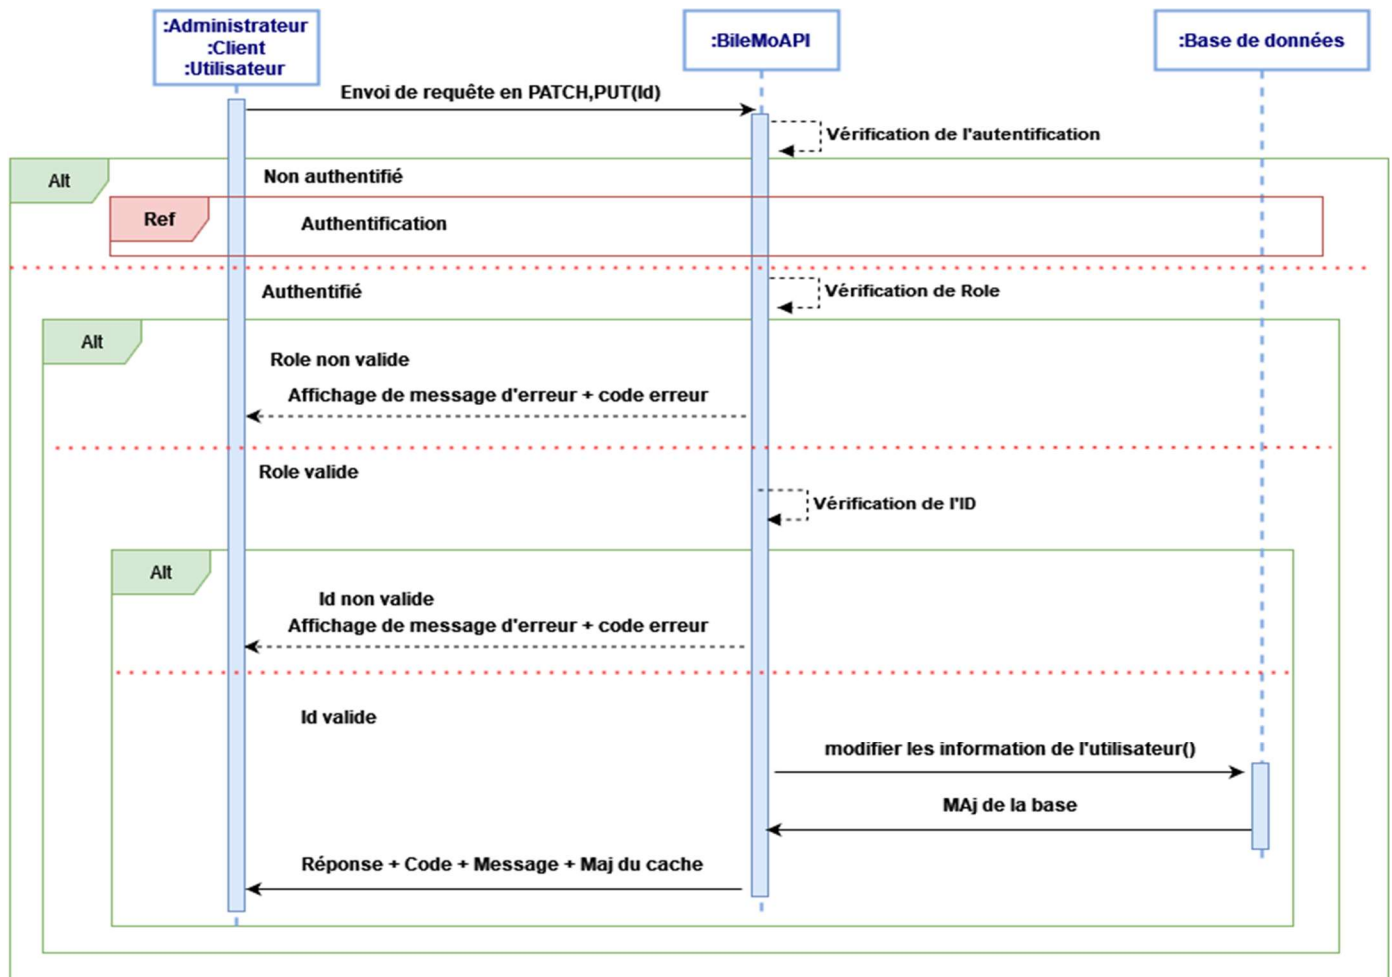 :Administrateur
:Client
:Utilisateur
:BileMoAPI
:Base de données
Envoi de requête en PATCH,PUT(Id)
Vérification de l'autentification
Alt
Non authentifié
Ref
Authentification
Authentifié
Vérification de Role
Alt
Role non valide
Affichage de message d'erreur + code erreur
Role valide
Vérification de l'ID
Alt
Id non valide
Affichage de message d'erreur + code erreur
Id valide
modifier les information de l'utilisateur()
MAj de la base
Réponse + Code + Message + Maj du cache